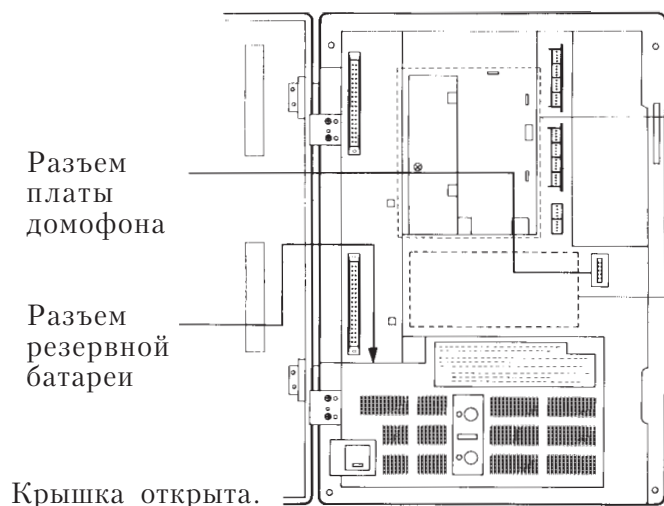 Разъем
платы
домофона
Разъем
резервной
батареи
Крышка открыта.